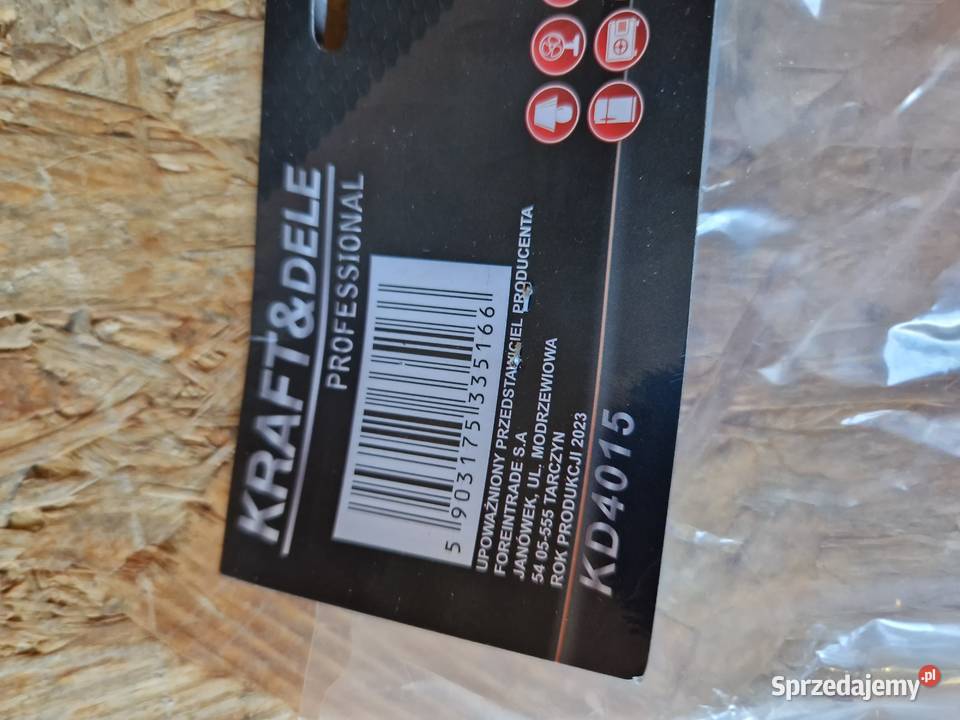 KRAFT&DELE
PROFESSIONAL
5 903175 335166
UPOWAŻNIONY PRZEDSTAWICIEL PRODUCENTA
FOREINTRADE S.A
JANÓWEK, UL. MODRZEWIOWA
54 05-555 TARCZYN
ROK PRODUKCJI 2023
KD4015
Sprzedajemy.pl